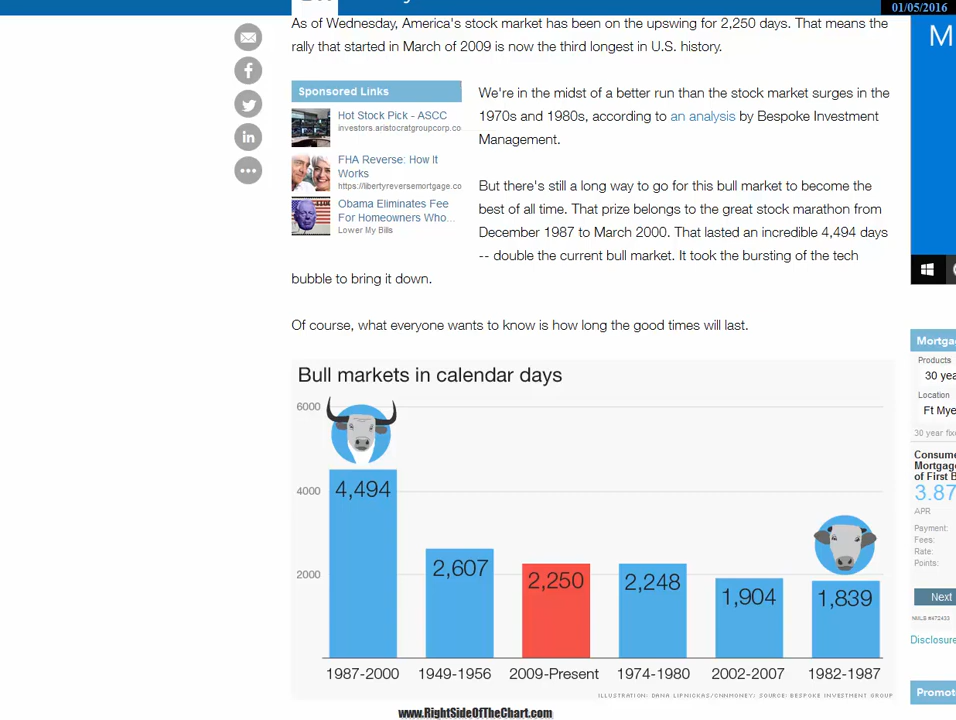 01/05/2016
As of Wednesday, America's stock market has been on the upswing for 2,250 days. That means the
rally that started in March of 2009 is now the third longest in U.S. history.
Sponsored Links
Hot Stock Pick - ASCC
investors.aristocratgroupcorp.co
FHA Reverse: How It
Works
https://libertyreversemortgage.co
Obama Eliminates Fee
For Homeowners Who...
Lower My Bills
We're in the midst of a better run than the stock market surges in the
1970s and 1980s, according to an analysis by Bespoke Investment
Management.
But there's still a long way to go for this bull market to become the
best of all time. That prize belongs to the great stock marathon from
December 1987 to March 2000. That lasted an incredible 4,494 days
-- double the current bull market. It took the bursting of the tech
bubble to bring it down.
Of course, what everyone wants to know is how long the good times will last.
Bull markets in calendar days
6000
4000
2000
4,494
2,607
2,250
2,248
1,904
1,839
1987-2000 1949-1956 2009-Present 1974-1980 2002-2007 1982-1987
ILLUSTRATION: DANA LIPNICKAS/CNNMONEY; SOURCE: BESPOKE INVESTMENT GROUP
M
Mortga
Products
30 yea
Location
Ft Mye
30 year fix
Consume
Mortgag
of First B
3.87
APR
Payment:
Fees:
Rate:
Points:
Next
NMLS #472433
Disclosure
Promot
www.RightSideOfTheChart.com